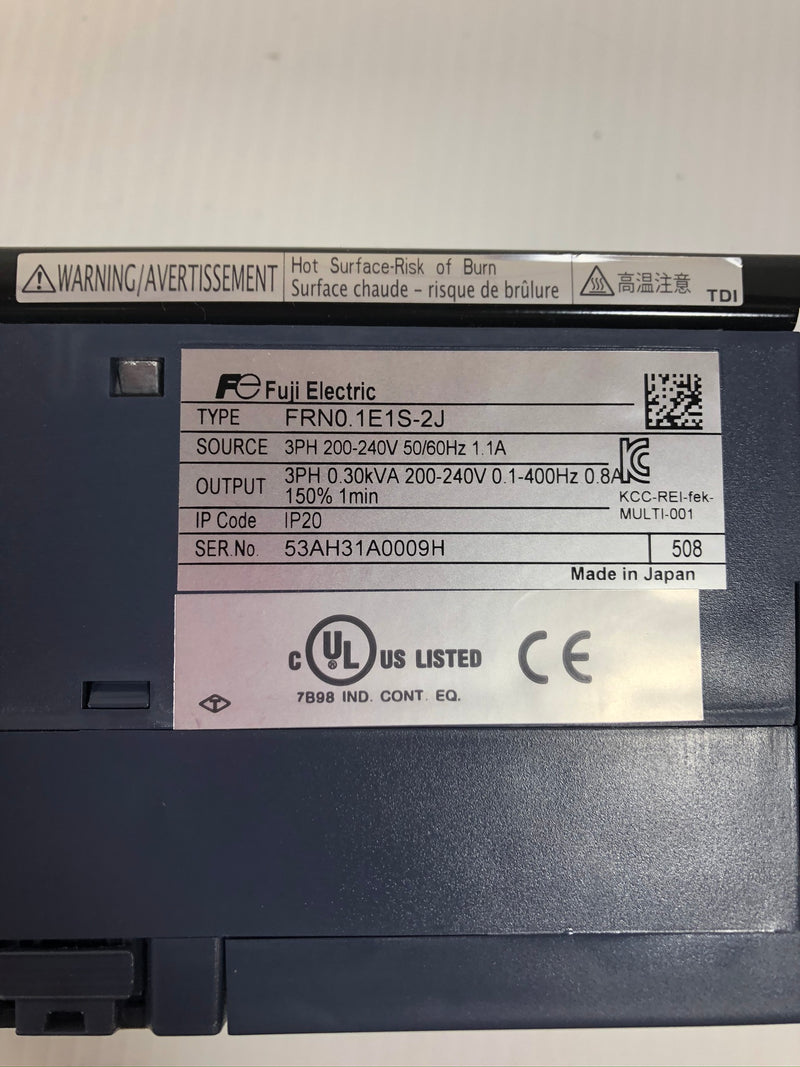 WARNING/AVERTISSEMENT
Hot Surface-Risk of Burn
Surface chaude – risque de brûlure
高温注意
TDI
Fuji Electric
TYPE FRN0.1E1S-2J
SOURCE 3PH 200-240V 50/60Hz 1.1A
OUTPUT 3PH 0.30kVA 200-240V 0.1-400Hz 0.8A
150% 1min
KCC-REI-fek-
MULTI-001
IP Code IP20
SER.No. 53AH31A0009H 508
Made in Japan
C UL ® US LISTED CE
7B98 IND. CONT. EQ.
T